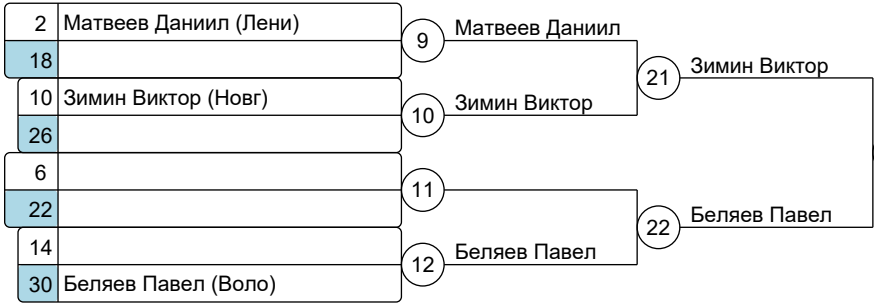 2 Матвеев Даниил (Лени)
18
9
Матвеев Даниил
10 Зимин Виктор (Новг)
26
10
Зимин Виктор
21
Зимин Виктор
6
22
11
14
30 Беляев Павел (Воло)
12
Беляев Павел
22
Беляев Павел